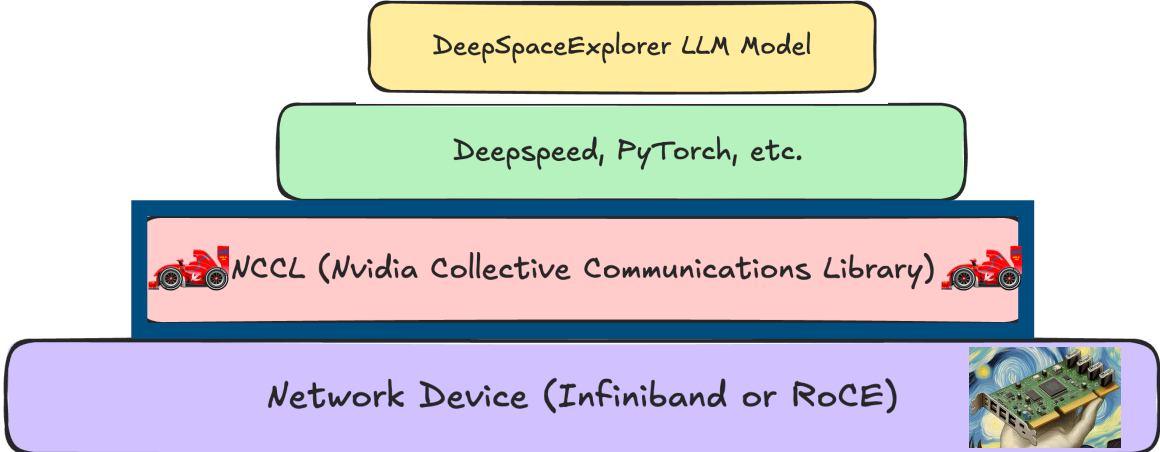 DeepSpaceExplorer LLM Model
Deepspeed, PyTorch, etc.
NCCL (Nvidia Collective Communications Library)
Network Device (Infiniband or RoCE)